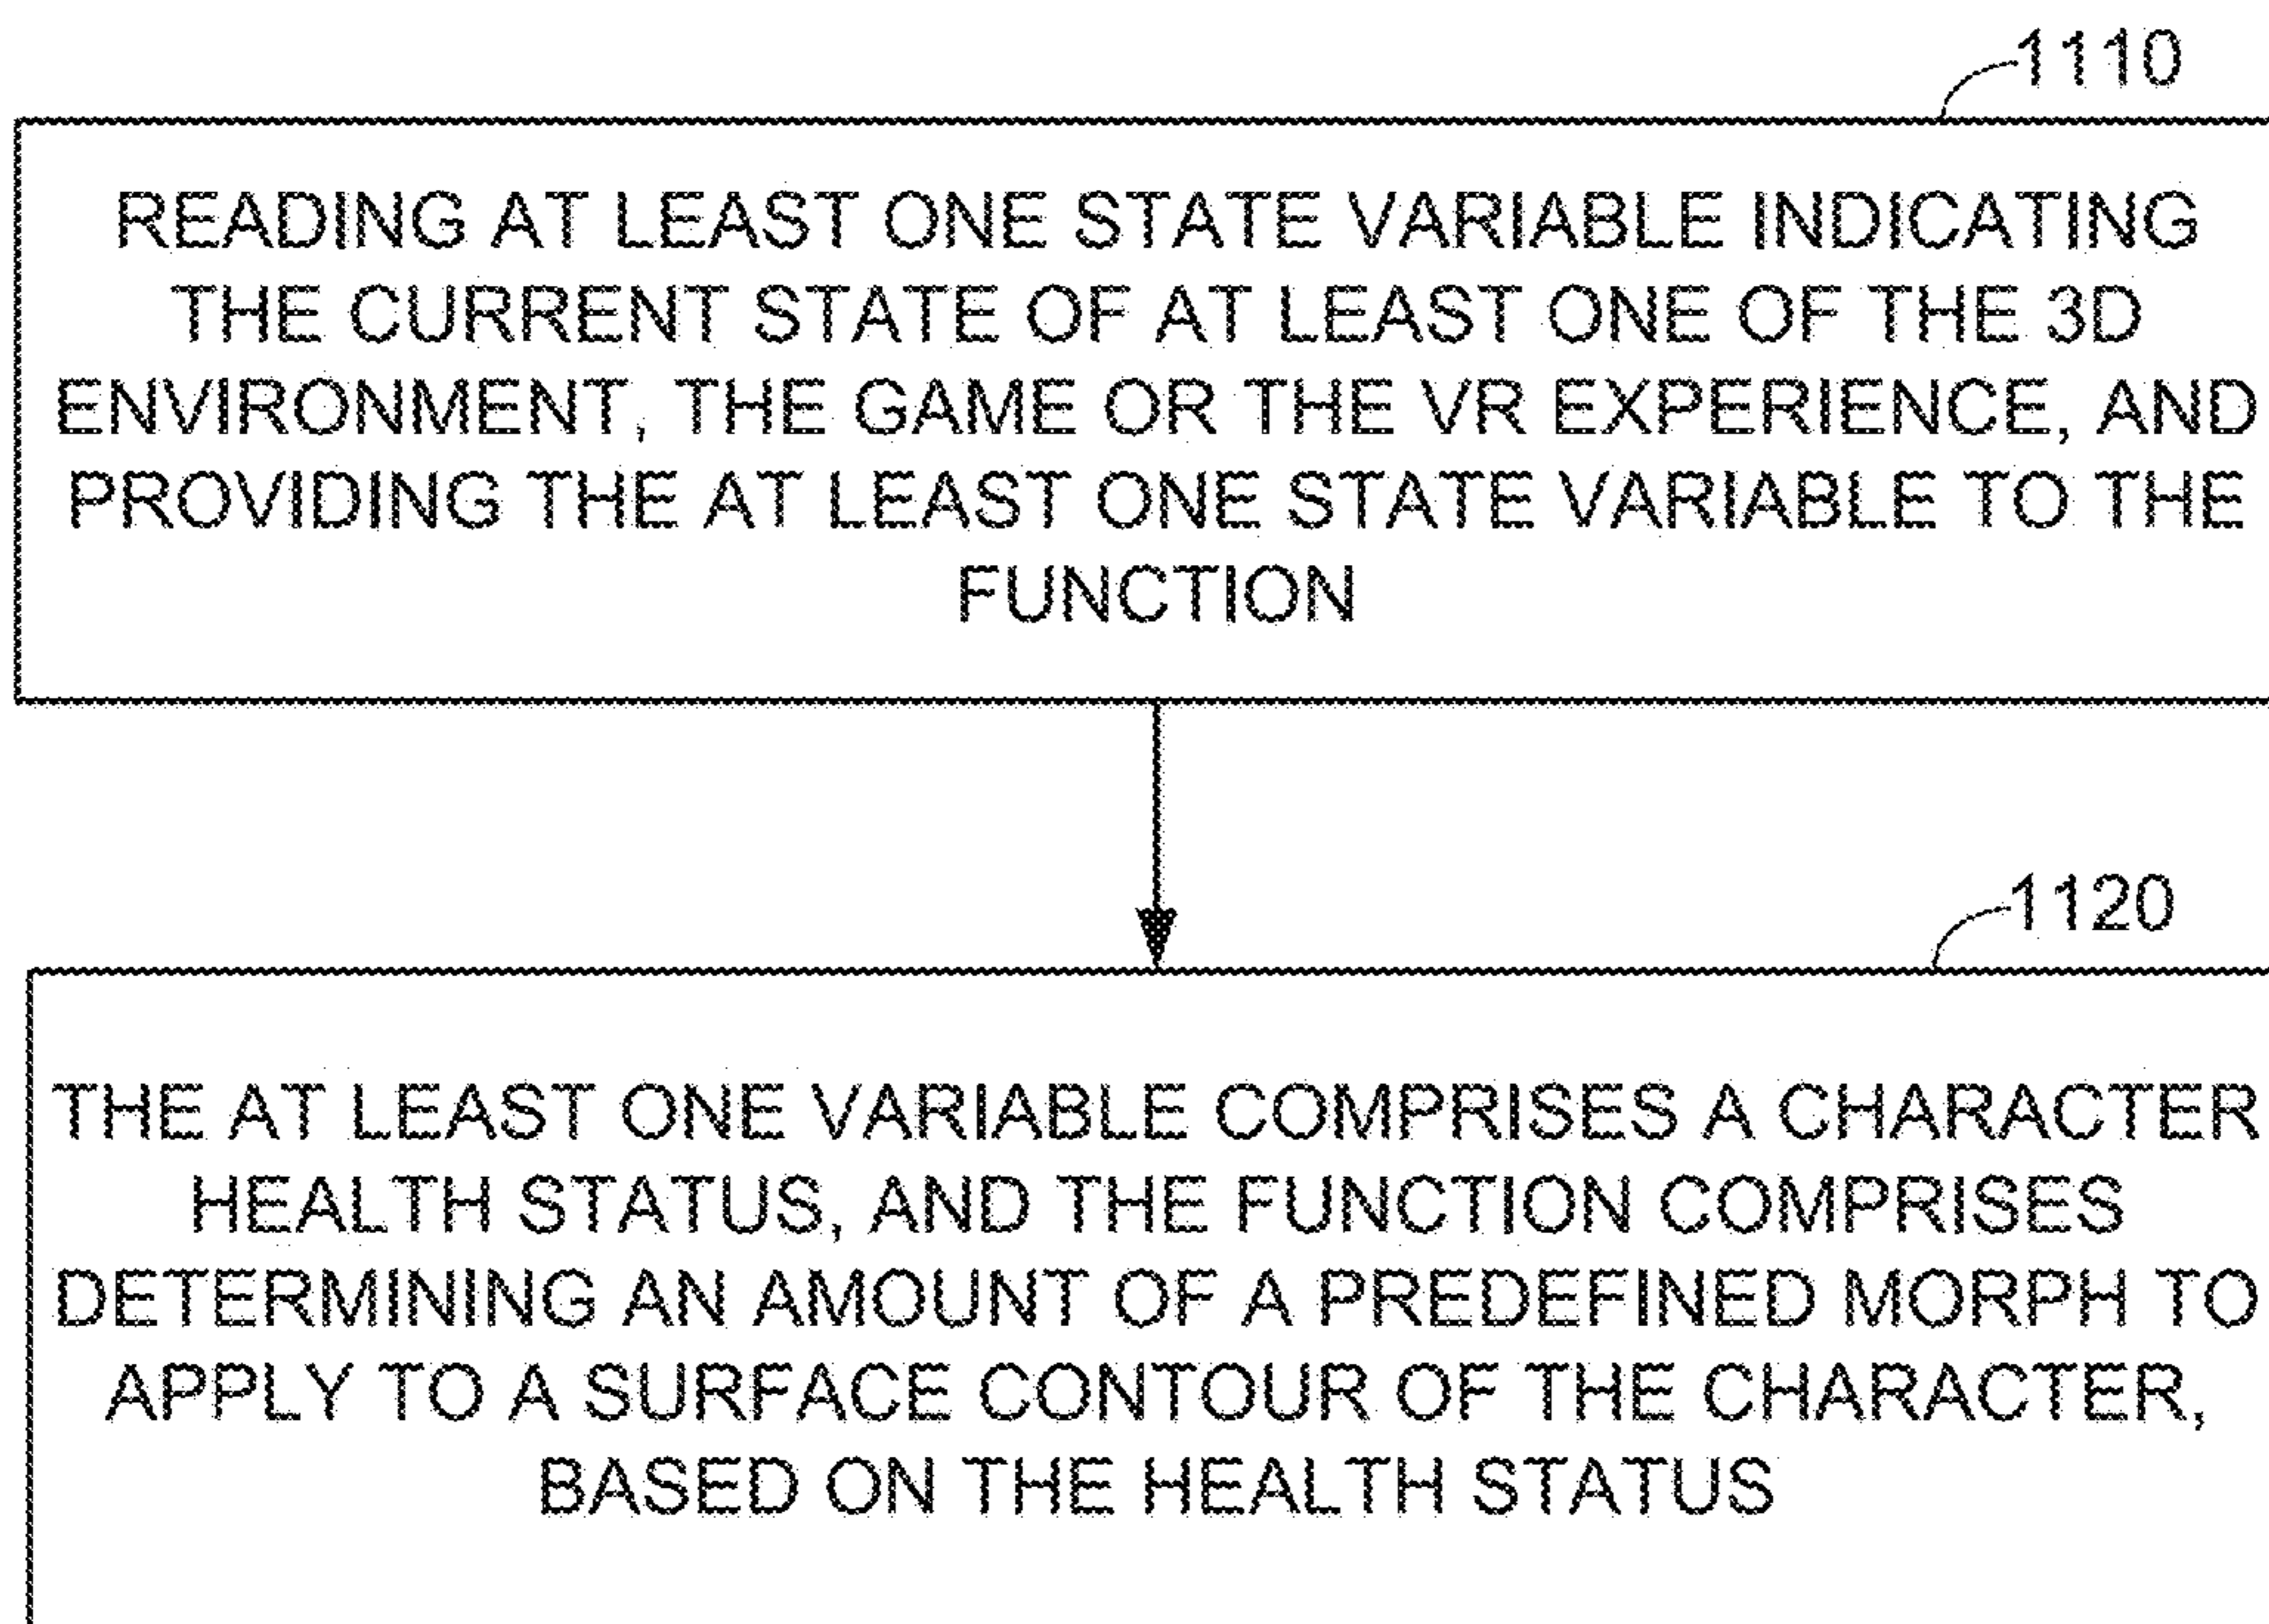 1110
READING AT LEAST ONE STATE VARIABLE INDICATING
THE CURRENT STATE OF AT LEAST ONE OF THE 3D
ENVIRONMENT, THE GAME OR THE VR EXPERIENCE, AND
PROVIDING THE AT LEAST ONE STATE VARIABLE TO THE
FUNCTION
1120
THE AT LEAST ONE VARIABLE COMPRISES A CHARACTER
HEALTH STATUS, AND THE FUNCTION COMPRISES
DETERMINING AN AMOUNT OF A PREDEFINED MORPH TO
APPLY TO A SURFACE CONTOUR OF THE CHARACTER,
BASED ON THE HEALTH STATUS